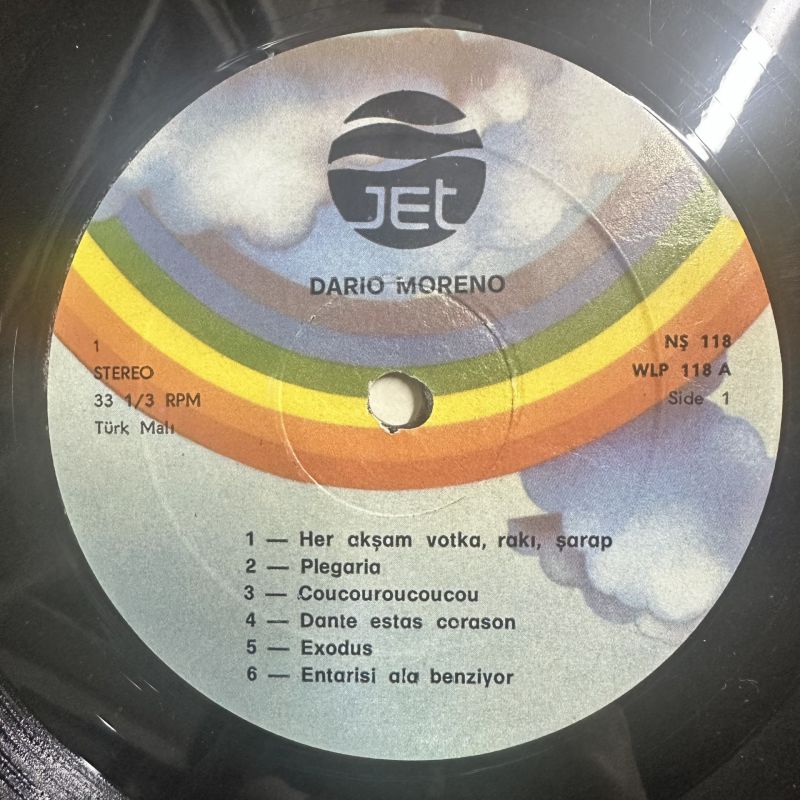 JEt
DARIO MORENO
1
STEREO
33 1/3 RPM
Türk Malı
NŞ 118
WLP 118 A
Side 1
1 — Her akşam votka, rakı, şarap
2 — Plegaria
3 — Coucouroucoucou
4 — Dante estas corason
5 — Exodus
6 — Entarisi ala benziyor